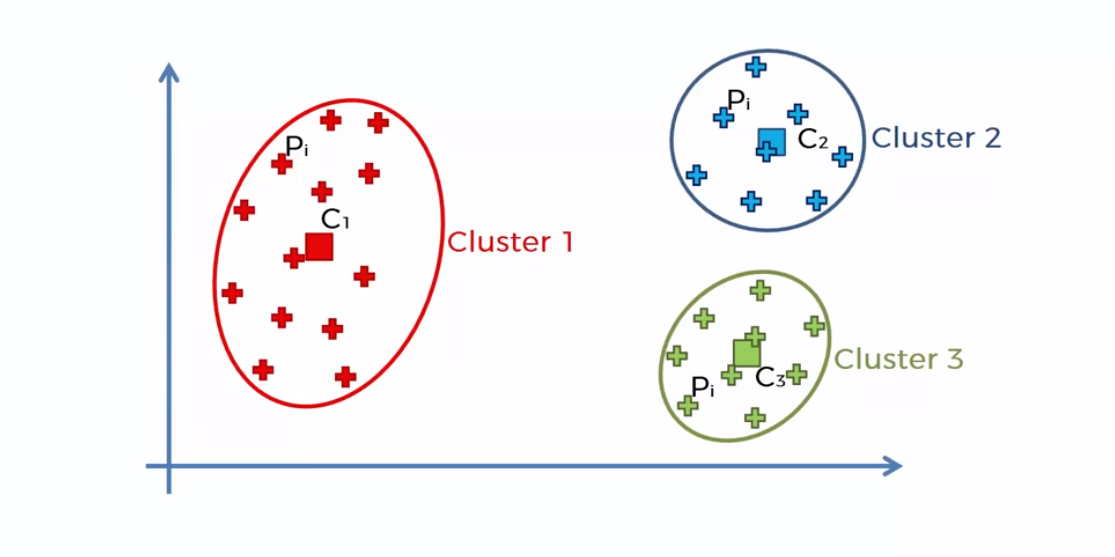 Pᵢ
C₁
Cluster 1
Pᵢ
C₂
Cluster 2
Pᵢ
C₃
Cluster 3